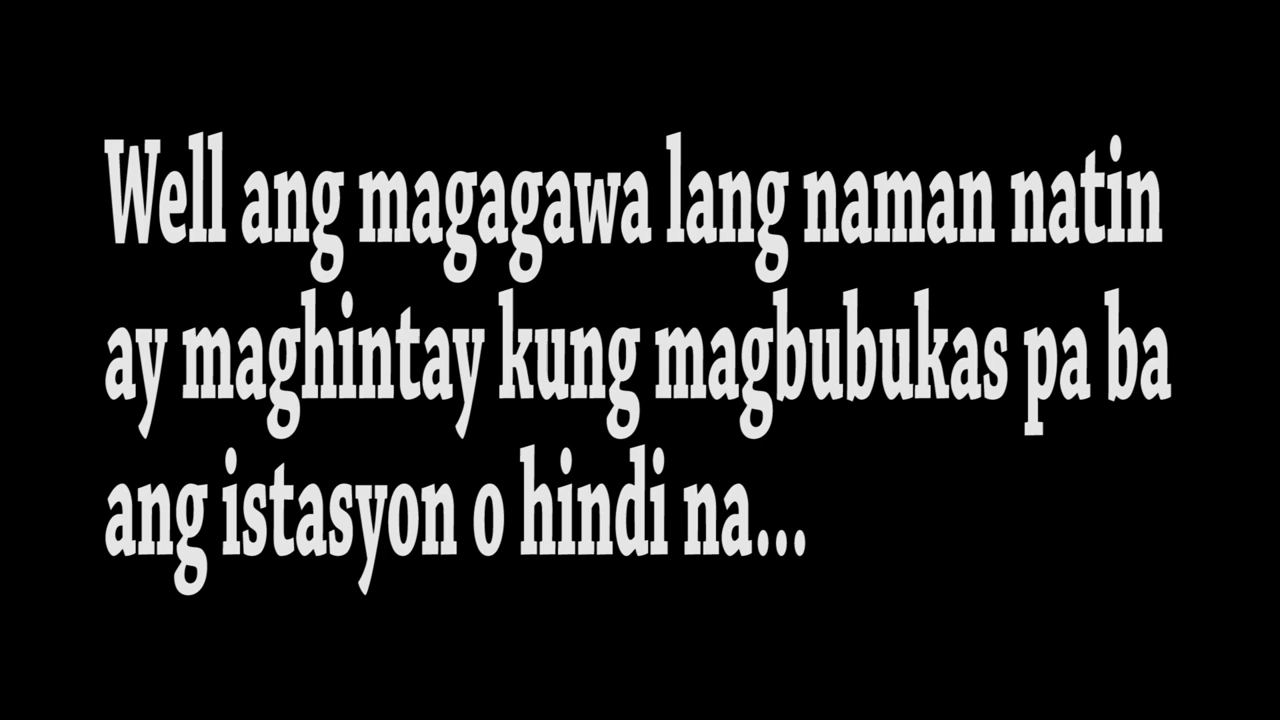 Well ang magagawa lang naman natin
ay maghintay kung magbubukas pa ba
ang istasyon o hindi na...